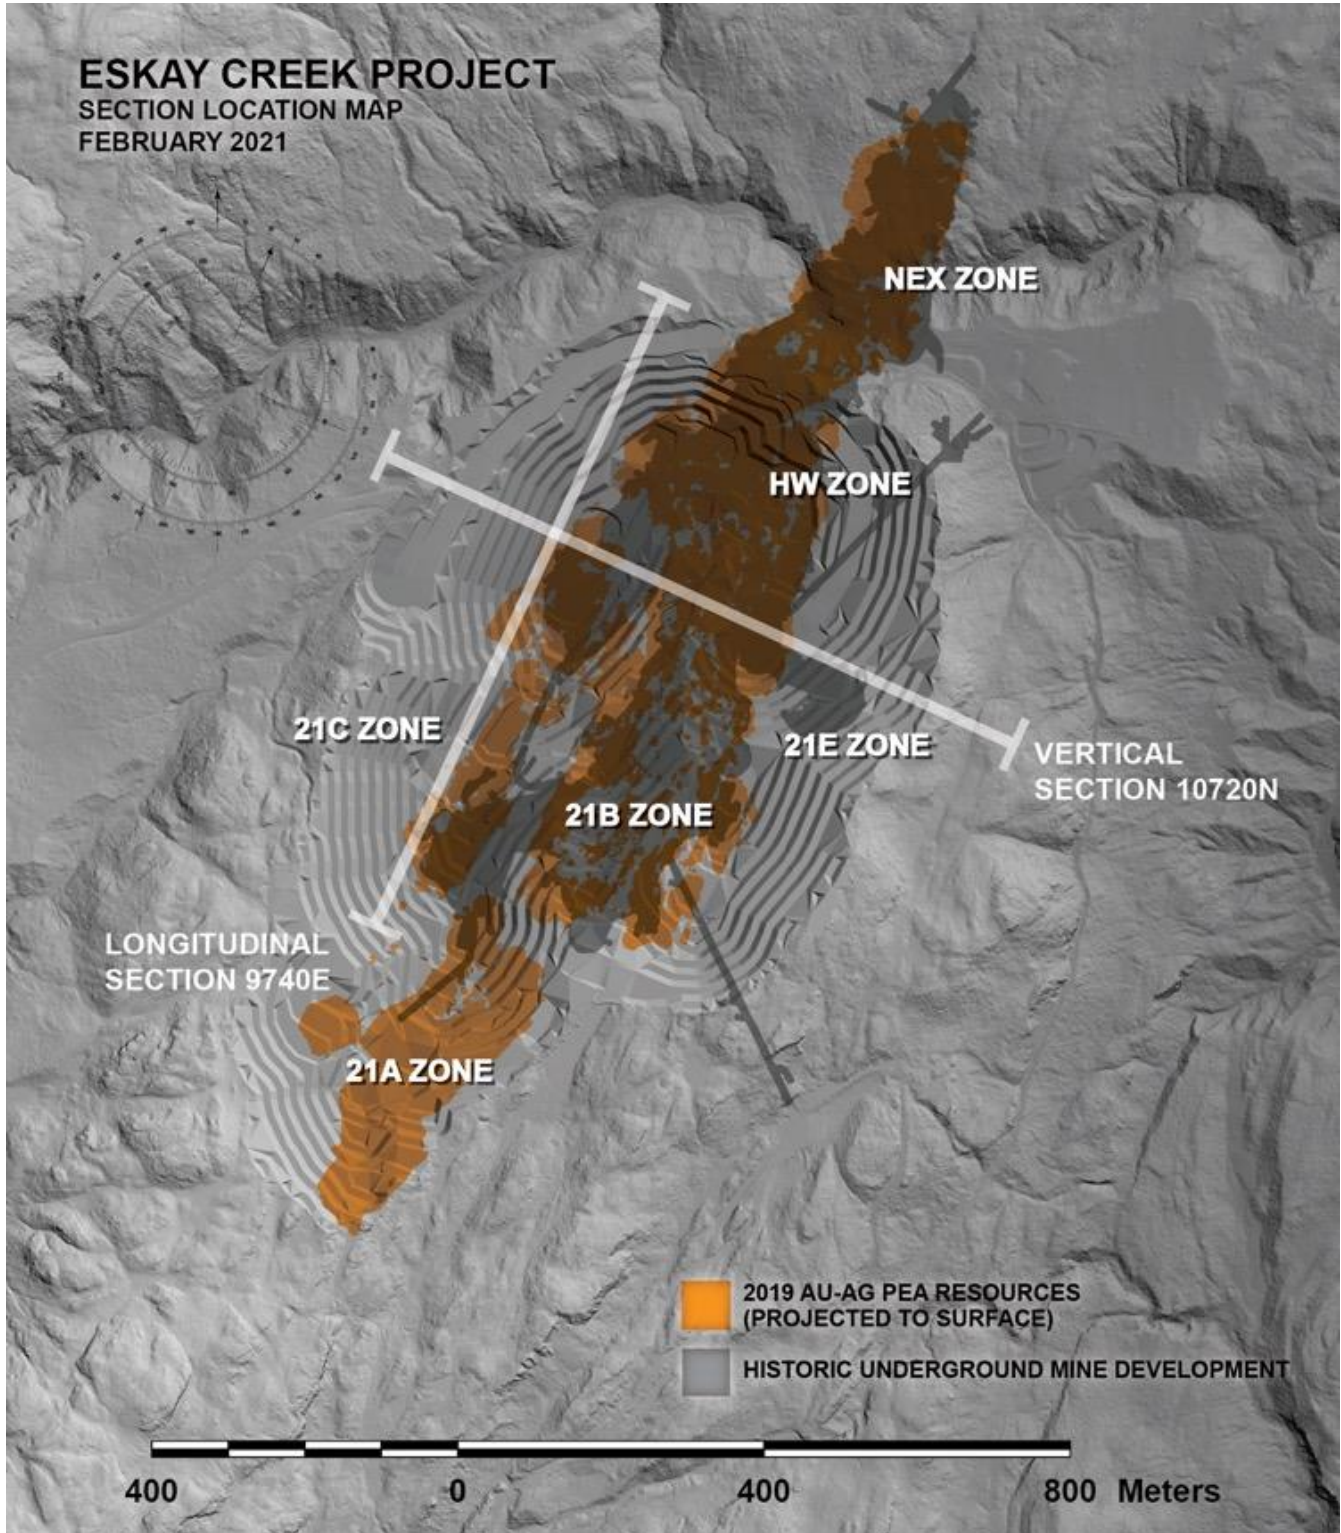 ESKAY CREEK PROJECT
SECTION LOCATION MAP
FEBRUARY 2021
NEX ZONE
HW ZONE
21C ZONE
21E ZONE
VERTICAL
SECTION 10720N
21B ZONE
LONGITUDINAL
SECTION 9740E
21A ZONE
2019 AU-AG PEA RESOURCES
(PROJECTED TO SURFACE)
HISTORIC UNDERGROUND MINE DEVELOPMENT
400 0 400 800 Meters